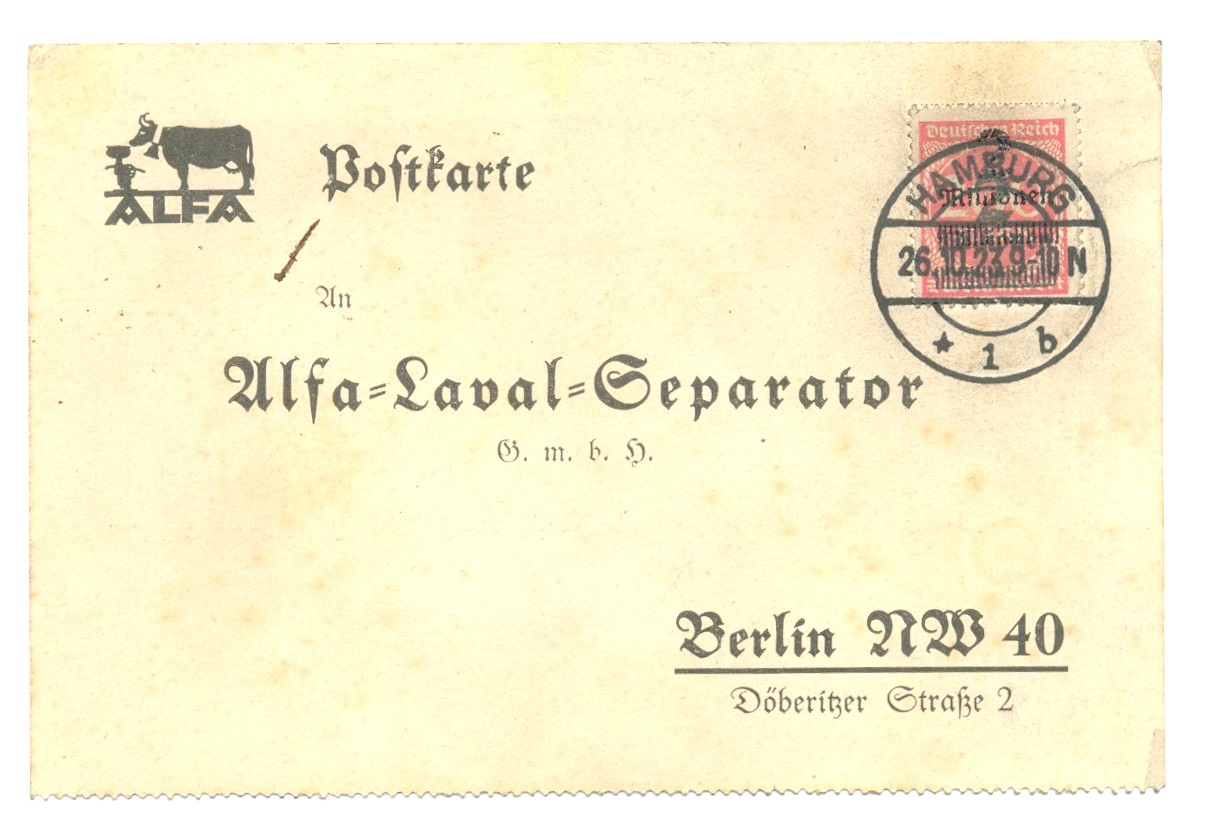 ALFA
Postkarte
An
Alfa-Laval-Separator
G. m. b. H.
Berlin NW 40
Döberitzer Straße 2
Deutsches Reich
Millionen
HAMBURG
26.10.23.9-10 N
* 1 b